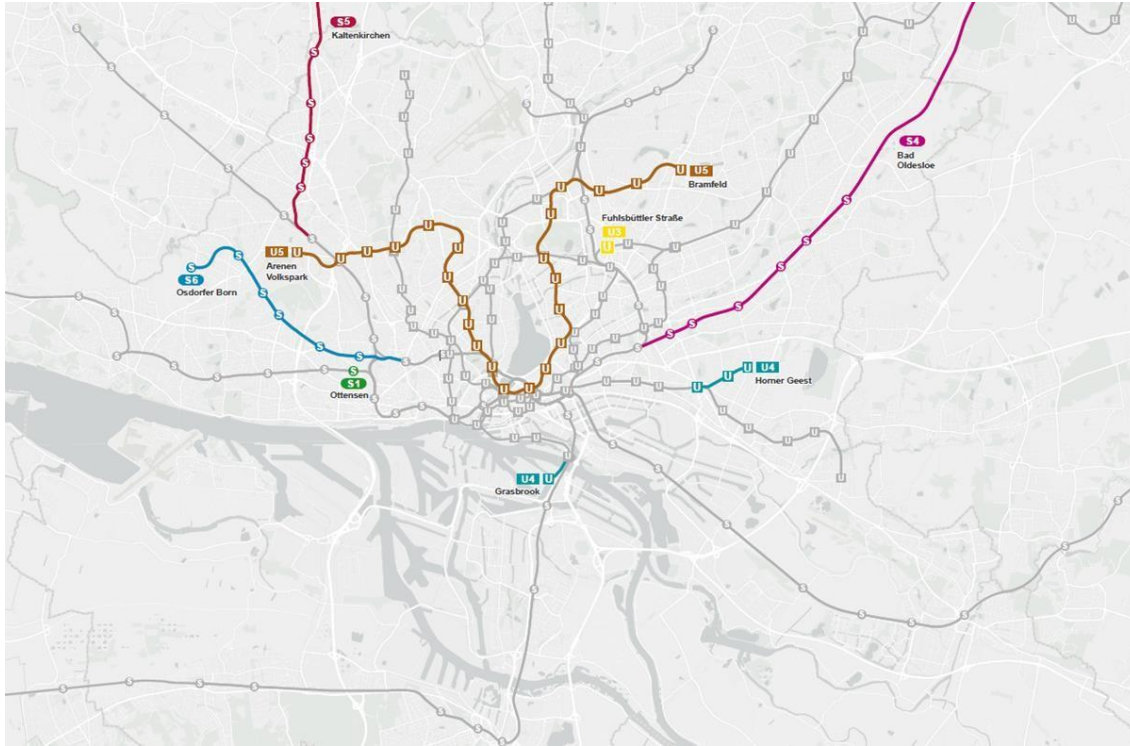 S5
Kaltenkirchen
S4
Bad
Oldesloe
U5
Bramfeld
Fuhlsbüttler Straße
U3
U5
Arenen
Volkspark
S6
Osdorfer Born
S1
Ottensen
U4
Horner Geest
U4
Grasbrook